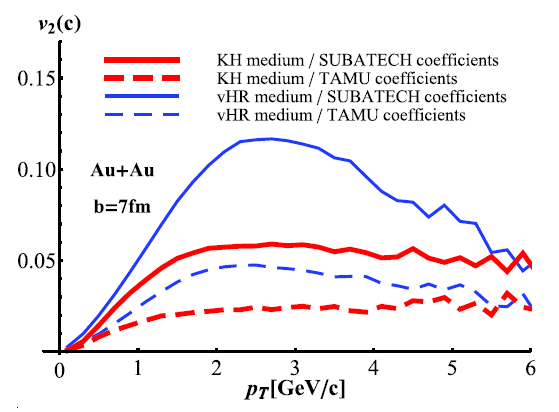 v2(c)
0.15
KH medium / SUBATECH coefficients
KH medium / TAMU coefficients
vHR medium / SUBATECH coefficients
vHR medium / TAMU coefficients
0.10
Au+Au
b=7fm
0.05
0 1 2 3 4 5 6
pT[GeV/c]